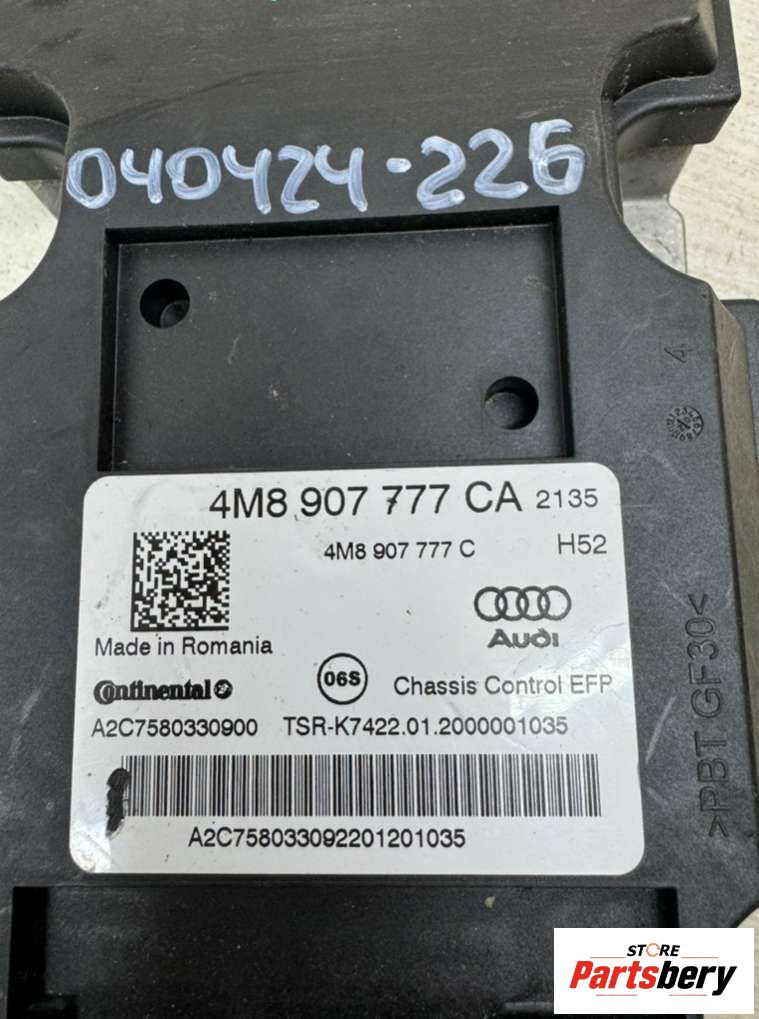 040424-226
4
4M8 907 777 CA 2135
4M8 907 777 C H52
Audi
Made in Romania
Continental 06S Chassis Control EFP
A2C7580330900 TSR-K7422.01.2000001035
A2C758033092201201035
>PBT GF30<
STORE
Partsbery